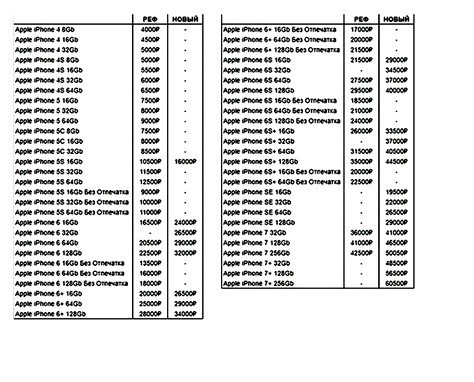 РЕФ НОВЫЙ
Apple iPhone 4 8Gb 4000Р -
Apple iPhone 4 16Gb 4500Р -
Apple iPhone 4 32Gb 5000Р -
Apple iPhone 4S 8Gb 5000Р -
Apple iPhone 4S 16Gb 5500Р -
Apple iPhone 4S 32Gb 6000Р -
Apple iPhone 4S 64Gb 6500Р -
Apple iPhone 5 16Gb 7500Р -
Apple iPhone 5 32Gb 8000Р -
Apple iPhone 5 64Gb 9000Р -
Apple iPhone 5C 8Gb 7500Р -
Apple iPhone 5C 16Gb 8000Р -
Apple iPhone 5C 32Gb 8500Р -
Apple iPhone 5S 16Gb 10500Р 16000Р
Apple iPhone 5S 32Gb 11500Р -
Apple iPhone 5S 64Gb 12500Р -
Apple iPhone 5S 16Gb Без Отпечатка 9000Р -
Apple iPhone 5S 32Gb Без Отпечатка 10000Р -
Apple iPhone 5S 64Gb Без Отпечатка 11000Р -
Apple iPhone 6 16Gb 16500Р 24000Р
Apple iPhone 6 32Gb - 26500Р
Apple iPhone 6 64Gb 20500Р 29000Р
Apple iPhone 6 128Gb 22500Р 32000Р
Apple iPhone 6 16Gb Без Отпечатка 13500Р -
Apple iPhone 6 64Gb Без Отпечатка 16000Р -
Apple iPhone 6 128Gb Без Отпечатка 18000Р -
Apple iPhone 6+ 16Gb 20000Р 26500Р
Apple iPhone 6+ 64Gb 25000Р 29000Р
Apple iPhone 6+ 128Gb 28000Р 34000Р
РЕФ НОВЫЙ
Apple iPhone 6+ 16Gb Без Отпечатка 17000Р -
Apple iPhone 6+ 64Gb Без Отпечатка 20000Р -
Apple iPhone 6+ 128Gb Без Отпечатка 21500Р -
Apple iPhone 6S 16Gb 21500Р 29000Р
Apple iPhone 6S 32Gb - 34500Р
Apple iPhone 6S 64Gb 27500Р 37000Р
Apple iPhone 6S 128Gb 29500Р 40000Р
Apple iPhone 6S 16Gb Без Отпечатка 18500Р -
Apple iPhone 6S 64Gb Без Отпечатка 21000Р -
Apple iPhone 6S 128Gb Без Отпечатка 24000Р -
Apple iPhone 6S+ 16Gb 26000Р 33500Р
Apple iPhone 6S+ 32Gb - 37000Р
Apple iPhone 6S+ 64Gb 31500Р 40500Р
Apple iPhone 6S+ 128Gb 35000Р 44500Р
Apple iPhone 6S+ 16Gb Без Отпечатка 20000Р -
Apple iPhone 6S+ 64Gb Без Отпечатка 22500Р -
Apple iPhone SE 16Gb - 19500Р
Apple iPhone SE 32Gb - 22000Р
Apple iPhone SE 64Gb - 26500Р
Apple iPhone SE 128Gb - 29000Р
Apple iPhone 7 32Gb 36000Р 41000Р
Apple iPhone 7 128Gb 41000Р 46500Р
Apple iPhone 7 256Gb 42500Р 50050Р
Apple iPhone 7+ 32Gb - 48500Р
Apple iPhone 7+ 128Gb - 56500Р
Apple iPhone 7+ 256Gb - 60500Р